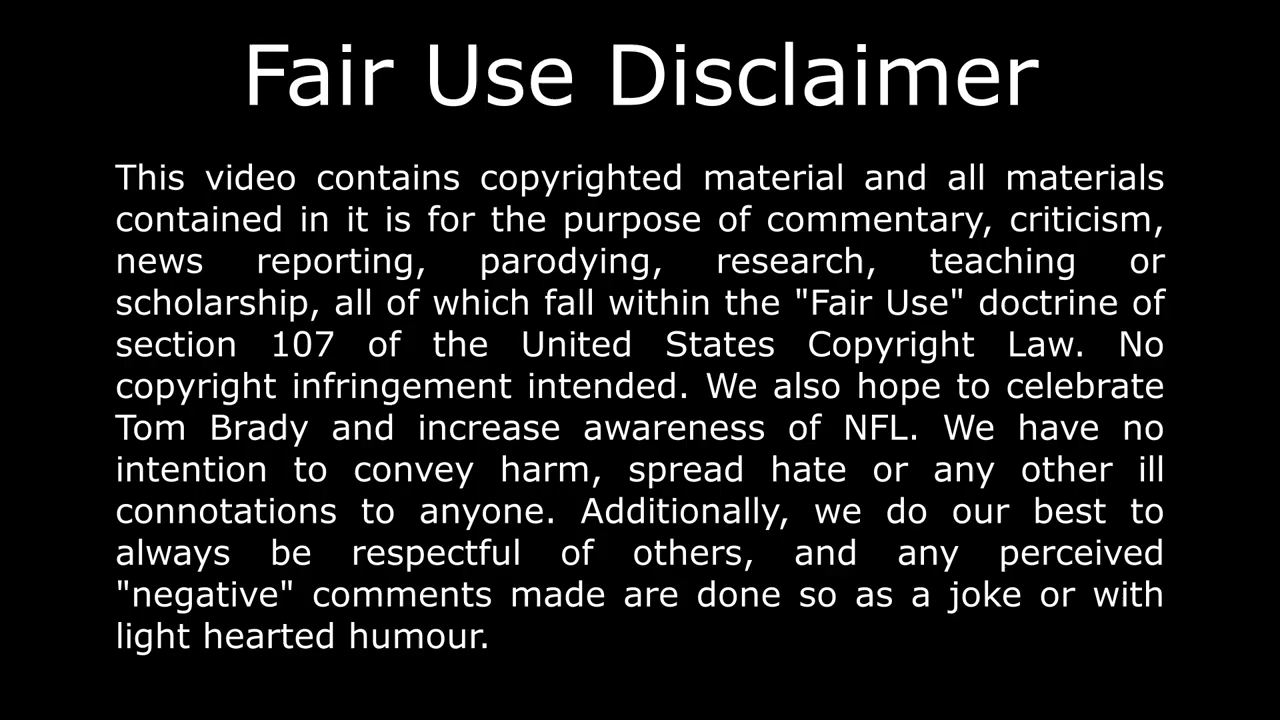 Fair Use Disclaimer
This video contains copyrighted material and all materials
contained in it is for the purpose of commentary, criticism,
news reporting, parodying, research, teaching or
scholarship, all of which fall within the "Fair Use" doctrine of
section 107 of the United States Copyright Law. No
copyright infringement intended. We also hope to celebrate
Tom Brady and increase awareness of NFL. We have no
intention to convey harm, spread hate or any other ill
connotations to anyone. Additionally, we do our best to
always be respectful of others, and any perceived
"negative" comments made are done so as a joke or with
light hearted humour.